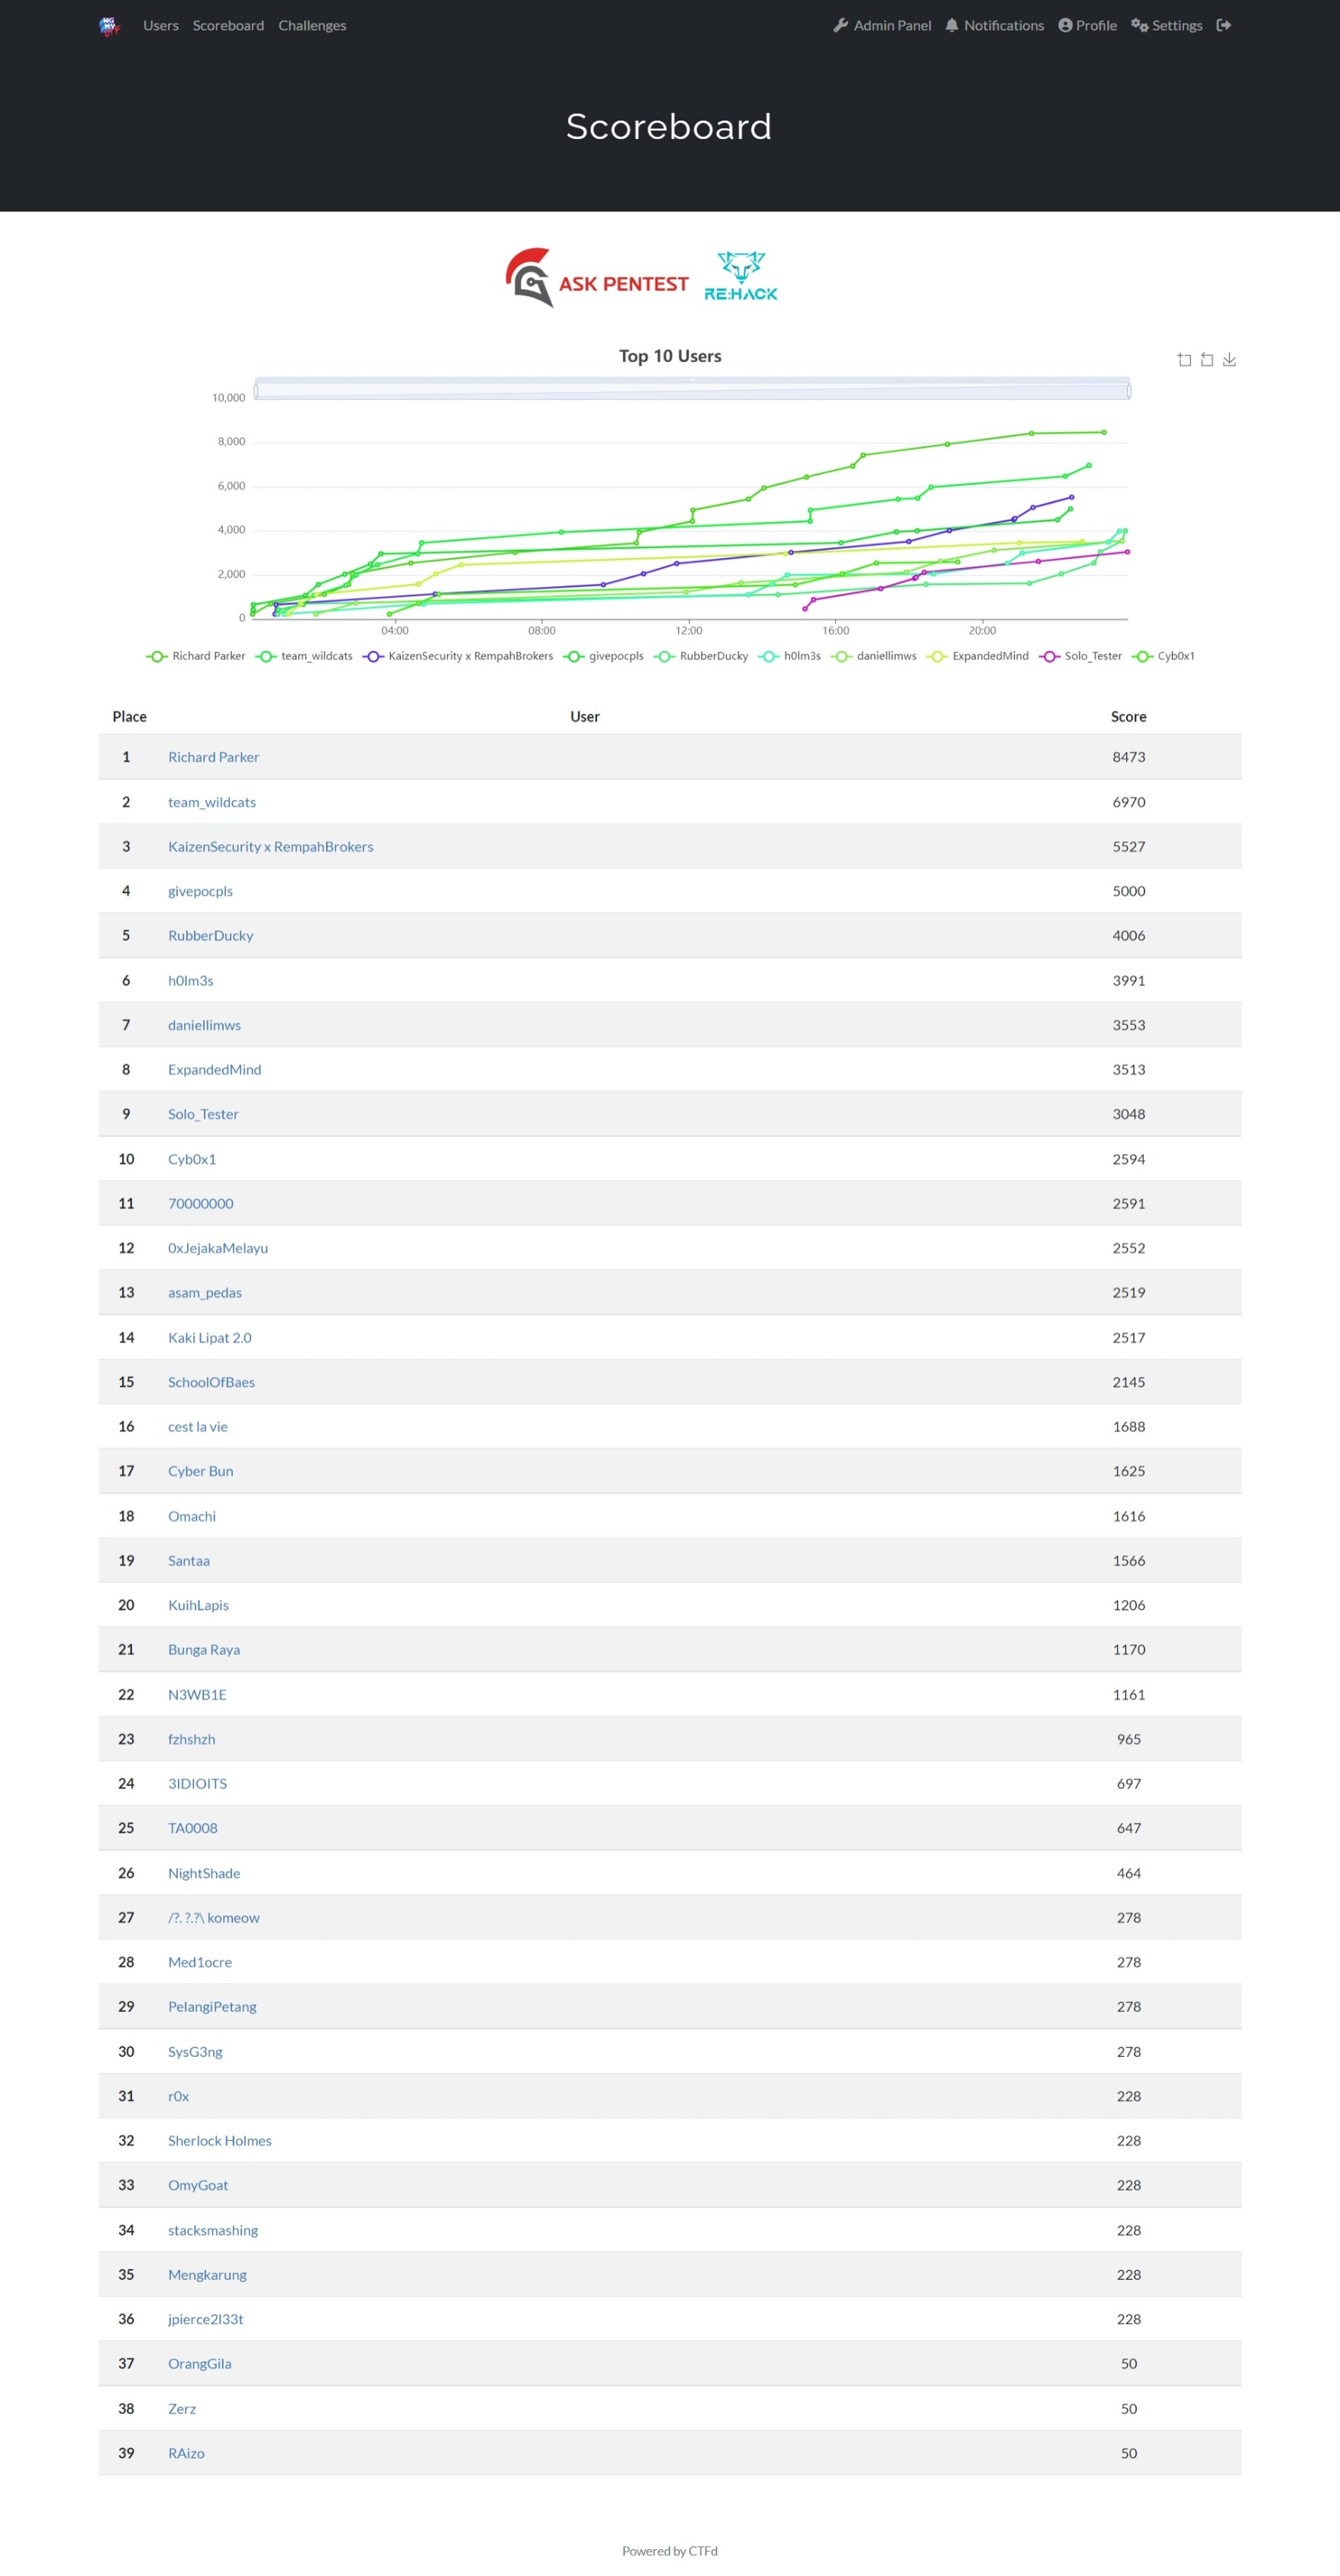 Users Scoreboard Challenges Admin Panel Notifications Profile Settings
Scoreboard
ASK PENTEST RE:HACK
Top 10 Users
10,000
8,000
6,000
4,000
2,000
0
04:00 08:00 12:00 16:00 20:00
Richard Parker team_wildcats KaizenSecurity x RempahBrokers givepocpls RubberDucky h0lm3s daniellimws ExpandedMind Solo_Tester Cyb0x1
Place User Score
1 Richard Parker 8473
2 team_wildcats 6970
3 KaizenSecurity x RempahBrokers 5527
4 givepocpls 5000
5 RubberDucky 4006
6 h0lm3s 3991
7 daniellimws 3553
8 ExpandedMind 3513
9 Solo_Tester 3048
10 Cyb0x1 2594
11 70000000 2591
12 0xJejakaMelayu 2552
13 asam_pedas 2519
14 Kaki Lipat 2.0 2517
15 SchoolOfBaes 2145
16 cest la vie 1688
17 Cyber Bun 1625
18 Omachi 1616
19 Santaa 1566
20 KuihLapis 1206
21 Bunga Raya 1170
22 N3WB1E 1161
23 fzhshzh 965
24 3IDIOITS 697
25 TA0008 647
26 NightShade 464
27 /?. ?.?\ komeow 278
28 Med1ocre 278
29 PelangiPetang 278
30 SysG3ng 278
31 r0x 228
32 Sherlock Holmes 228
33 OmyGoat 228
34 stacksmashing 228
35 Mengkarung 228
36 jpierce2l33t 228
37 OrangGila 50
38 Zerz 50
39 RAizo 50
Powered by CTFd